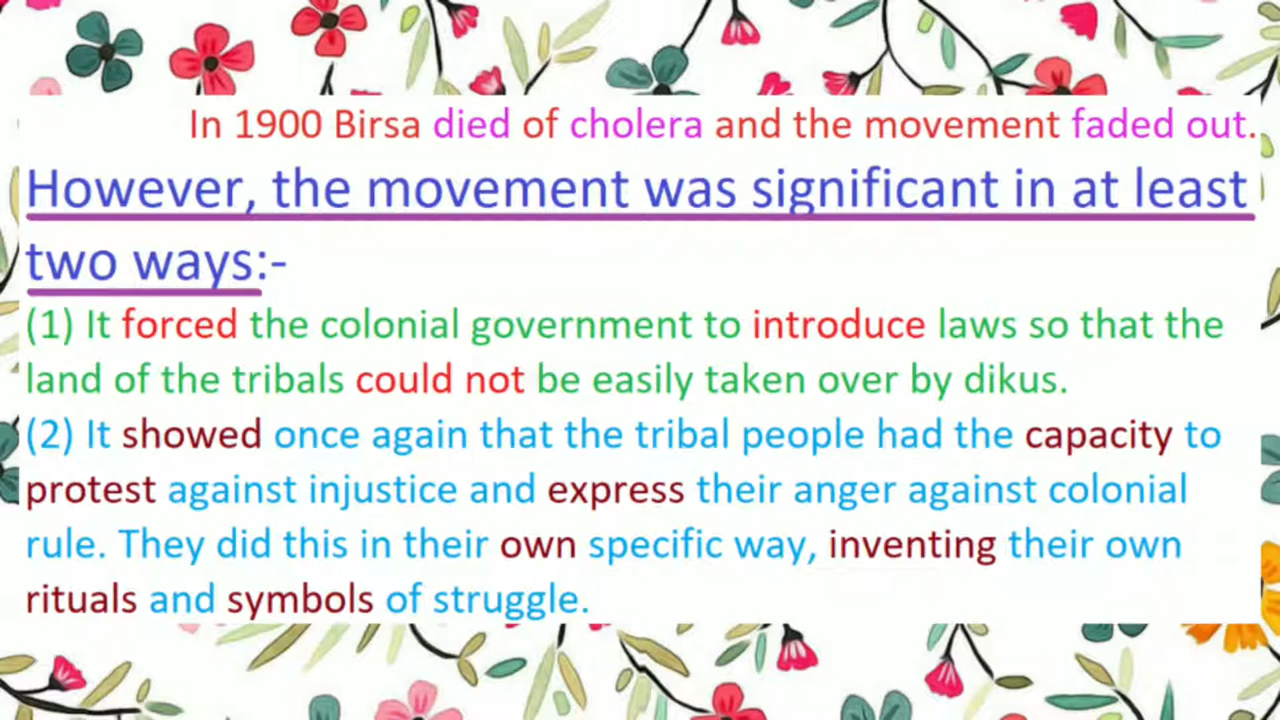 In 1900 Birsa died of cholera and the movement faded out.
However, the movement was significant in at least
two ways:-
(1) It forced the colonial government to introduce laws so that the
land of the tribals could not be easily taken over by dikus.
(2) It showed once again that the tribal people had the capacity to
protest against injustice and express their anger against colonial
rule. They did this in their own specific way, inventing their own
rituals and symbols of struggle.